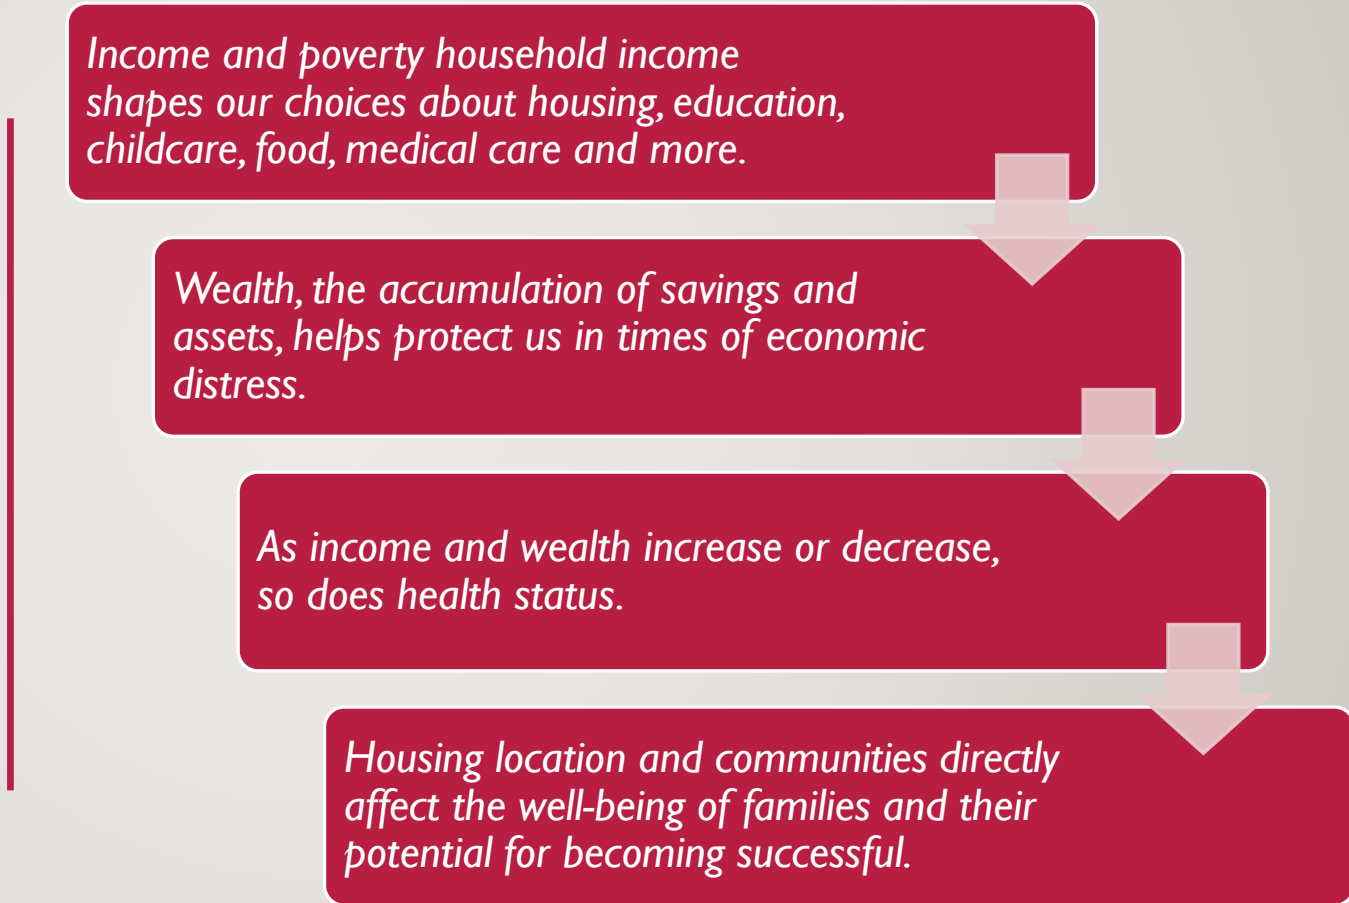 Income and poverty household income
shapes our choices about housing, education,
childcare, food, medical care and more.
Wealth, the accumulation of savings and
assets, helps protect us in times of economic
distress.
As income and wealth increase or decrease,
so does health status.
Housing location and communities directly
affect the well-being of families and their
potential for becoming successful.